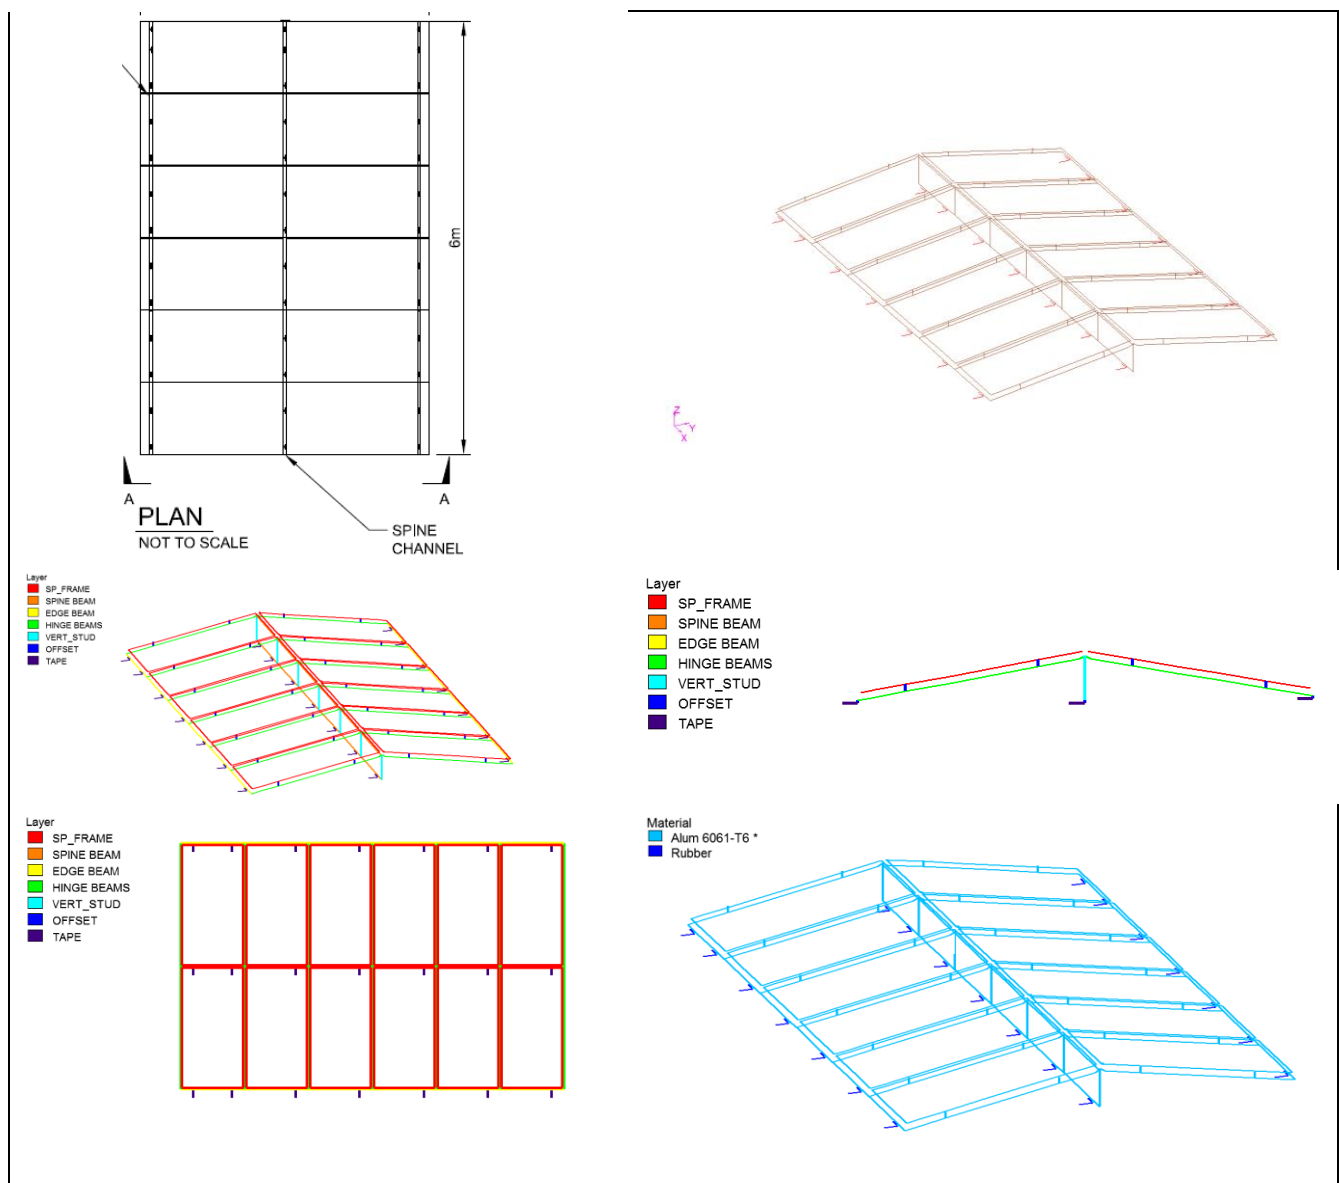 6m
A
A
PLAN
NOT TO SCALE
SPINE
CHANNEL
Z
Y
X
Layer
SP_FRAME
SPINE BEAM
EDGE BEAM
HINGE BEAMS
VERT_STUD
OFFSET
TAPE
Layer
SP_FRAME
SPINE BEAM
EDGE BEAM
HINGE BEAMS
VERT_STUD
OFFSET
TAPE
Layer
SP_FRAME
SPINE BEAM
EDGE BEAM
HINGE BEAMS
VERT_STUD
OFFSET
TAPE
Material
Alum 6061-T6 *
Rubber